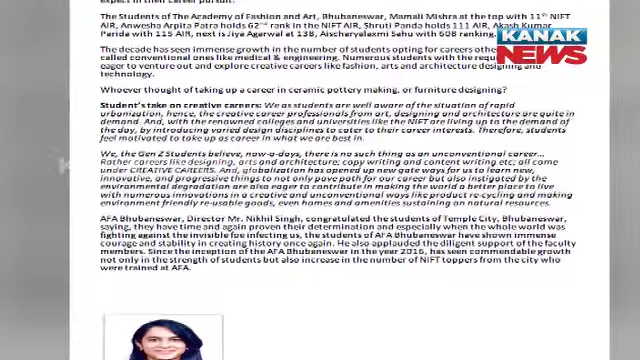 expect in their career pursuit.
The Students of The Academy of Fashion and Art, Bhubaneswar, Mamali Mishra at the top with 11th NIFT
AIR, Anwesha Arpita Patra holds 62nd rank in the NIFT AIR, Shruti Panda holds 111 AIR, Akash Kumar
Parida with 115 AIR, next is Jiya Agarwal at 138, Aischaryalaxmi Sahu with 608 ranking.
The decade has seen immense growth in the number of students opting for careers othe
called conventional ones like medical & engineering. Numerous students with the requ
eager to venture out and explore creative careers like fashion, arts and architecture designing and
technology.
Whoever thought of taking up a career in ceramic pottery making, or furniture designing?
Student's take on creative careers: We as students are well aware of the situation of rapid
urbanization, hence, the creative career professionals from art, designing and architecture are quite in
demand. And, with the renowned colleges and universities like the NIFT are living up to the demand of
the day, by introducing varied design disciplines to cater to their career interests. Therefore, students
feel motivated to take up as career in what we are best in.
We, the Gen Z Students believe, now-a-days, there is no such thing as an unconventional career...
Rather careers like designing, arts and architecture; copy writing and content writing etc; all come
under CREATIVE CAREERS. And, globalization has opened up new gate ways for us to learn new,
innovative, and progressive things to not only pave path for our career but also instigated by the
environmental degradation are also eager to contribute in making the world a better place to live
with numerous innovations in a creative and unconventional ways like product re-cycling and making
environment friendly re-usable goods, even homes and amenities sustaining on natural resources.
AFA Bhubaneswar, Director Mr. Nikhil Singh, congratulated the students of Temple City, Bhubaneswar,
saying, they have time and again proven their determination and especially when the whole world was
fighting against the invisible foe infecting us, the students of AFA Bhubaneswar have shown immense
courage and stability in creating history once again. He also applauded the diligent support of the faculty
members. Since the inception of the AFA Bhubaneswar in the year 2016, has seen commendable growth
not only in the strength of students but also increase in the number of NIFT toppers from the city who
were trained at AFA.
KANAK
NEWS